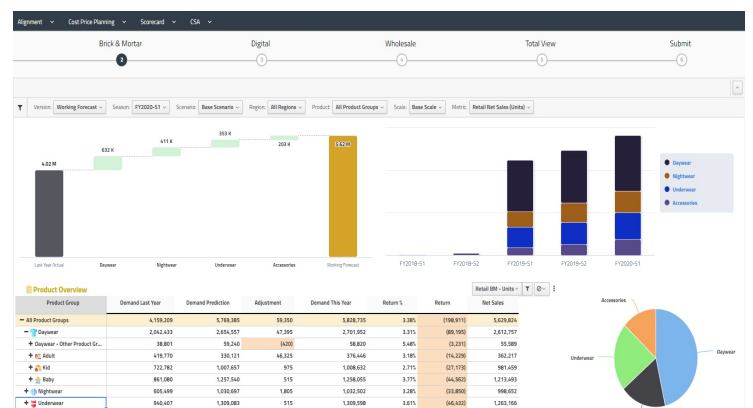 Alignment Cost Price Planning Scorecard CSA
Brick & Mortar Digital Wholesale Total View Submit
2 3 4 5 6
Version: Working Forecast Season: FY2020-S1 Scenario: Base Scenario Region: All Regions Product: All Product Groups Scale: Base Scale Metric: Retail Net Sales (Units)
4.02 M 632 K 411 K 353 K 203 K 5.62 M
Last Year Actual Daywear Nightwear Underwear Accessories Working Forecast
FY2018-S1 FY2018-S2 FY2019-S1 FY2019-S2 FY2020-S1
Daywear
Nightwear
Underwear
Accessories
Product Overview
Retail BM - Units
Product Group Demand Last Year Demand Prediction Adjustment Demand This Year Return % Return Net Sales
All Product Groups 4,159,209 5,769,385 59,350 5,828,735 3.38% (198,911) 5,629,824
Daywear 2,042,433 2,654,557 47,395 2,701,952 3.31% (89,195) 2,612,757
Daywear - Other Product Gr... 38,801 59,240 (420) 58,820 5.48% (3,231) 55,589
Adult 419,770 330,121 46,325 376,446 3.18% (14,229) 362,217
Kid 722,782 1,007,657 975 1,008,632 2.71% (27,173) 981,459
Baby 861,080 1,257,540 515 1,258,055 3.77% (44,562) 1,213,493
Nightwear 605,499 1,030,697 1,805 1,032,502 3.28% (33,850) 998,652
Underwear 940,407 1,309,083 515 1,309,598 3.61% (46,432) 1,263,166
Accessories
Daywear
Underwear